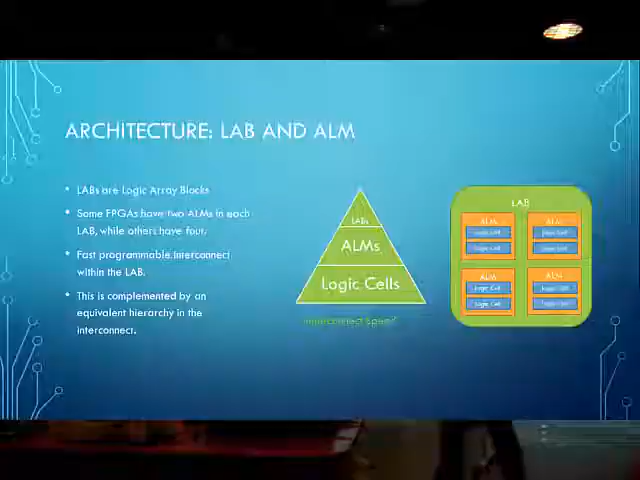 ARCHITECTURE: LAB AND ALM
• LABs are Logic Array Blocks
• Some FPGAs have two ALMs in each
LAB, while others have four.
• Fast programmable interconnect
within the LAB.
• This is complemented by an
equivalent hierarchy in the
interconnect.
LABs
ALMs
Logic Cells
Interconnect Speed
LAB
ALM
ALM
Logic Cell
Logic Cell
Logic Cell
Logic Cell
ALM
ALM
Logic Cell
Logic Cell
Logic Cell
Logic Cell